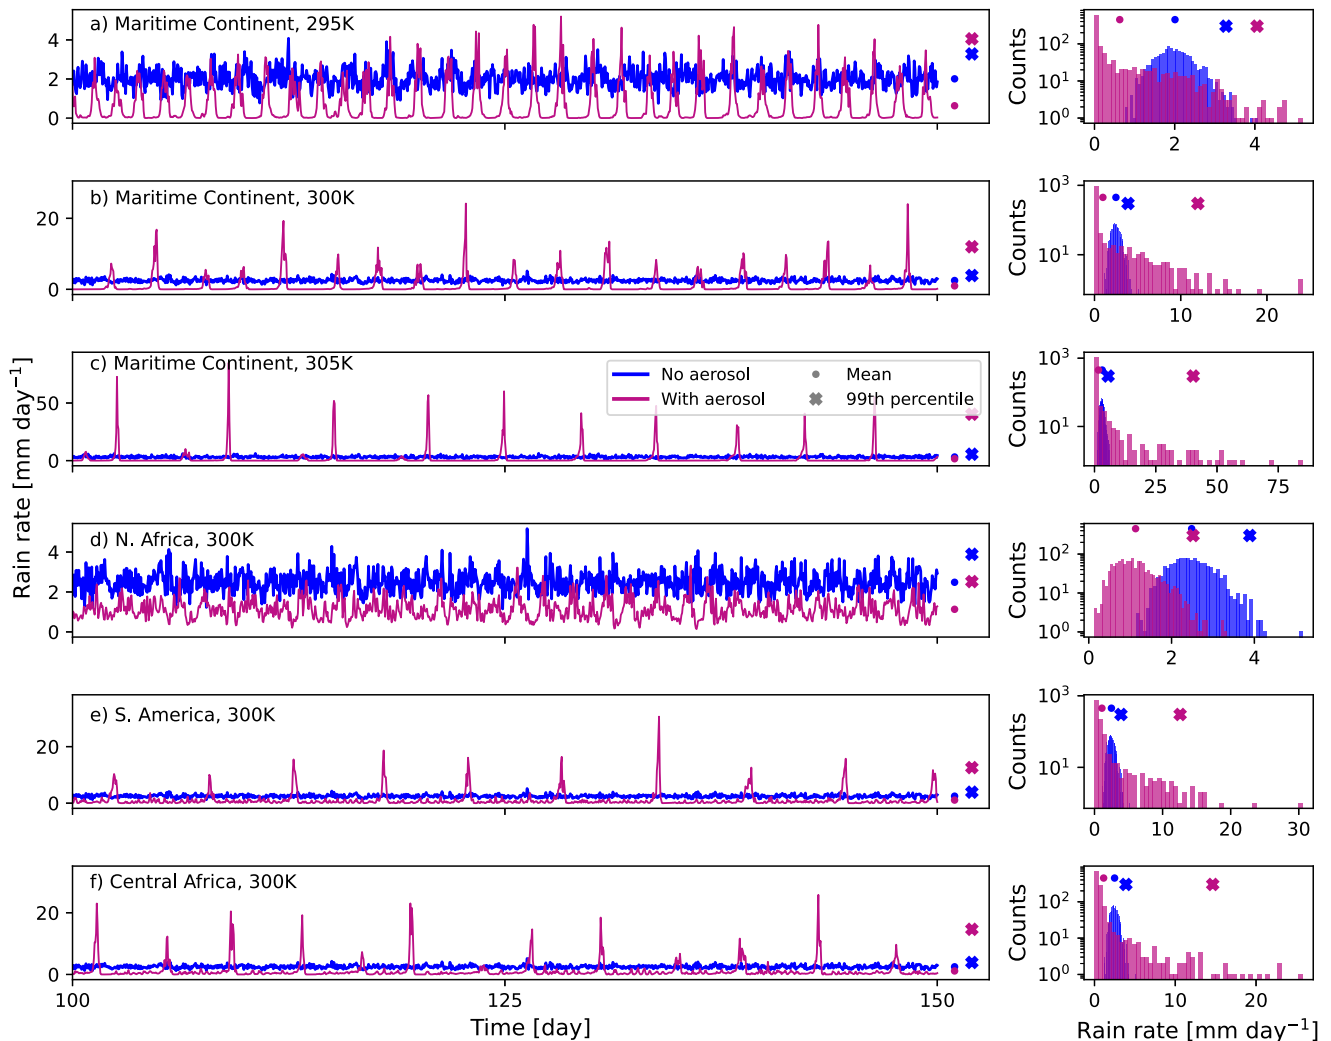 a) Maritime Continent, 295K
4
2
0
Counts
10²
10¹
10⁰
0 2 4
b) Maritime Continent, 300K
20
0
Counts
10³
10¹
0 10 20
c) Maritime Continent, 305K
50
0
No aerosol
With aerosol
Mean
99th percentile
Counts
10³
10¹
0 25 50 75
Rain rate [mm day⁻¹]
d) N. Africa, 300K
4
2
0
Counts
10²
10¹
10⁰
0 2 4
e) S. America, 300K
20
0
Counts
10³
10¹
0 10 20 30
f) Central Africa, 300K
20
0
100 125 150
Time [day]
Counts
10²
10¹
10⁰
0 10 20
Rain rate [mm day⁻¹]